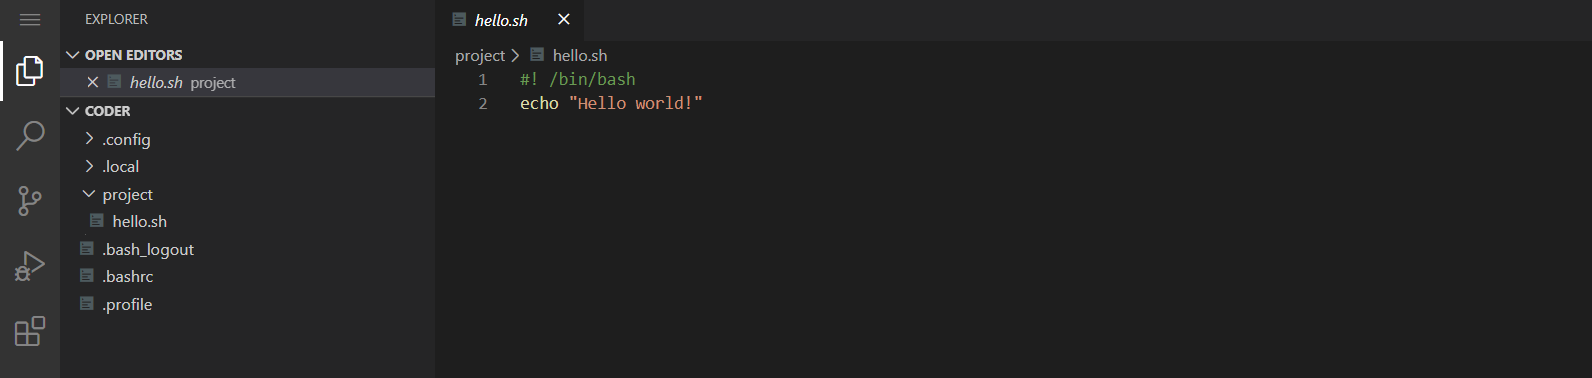 EXPLORER
OPEN EDITORS
hello.sh project
CODER
.config
.local
project
hello.sh
.bash_logout
.bashrc
.profile
hello.sh
project > hello.sh
1 #! /bin/bash
2 echo "Hello world!"